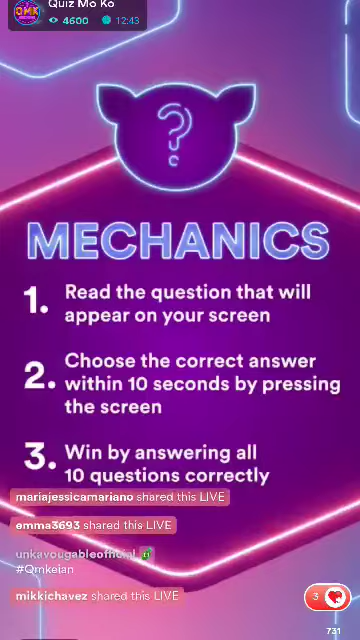 Quiz Mo Ko
QMK
4600 12:43
?
MECHANICS
1. Read the question that will
appear on your screen
2. Choose the correct answer
within 10 seconds by pressing
the screen
3. Win by answering all
10 questions correctly
mariajessicamariano shared this LIVE
emma3693 shared this LIVE
unkavougableofficial
#Qmkeian
mikkichavez shared this LIVE
3
731